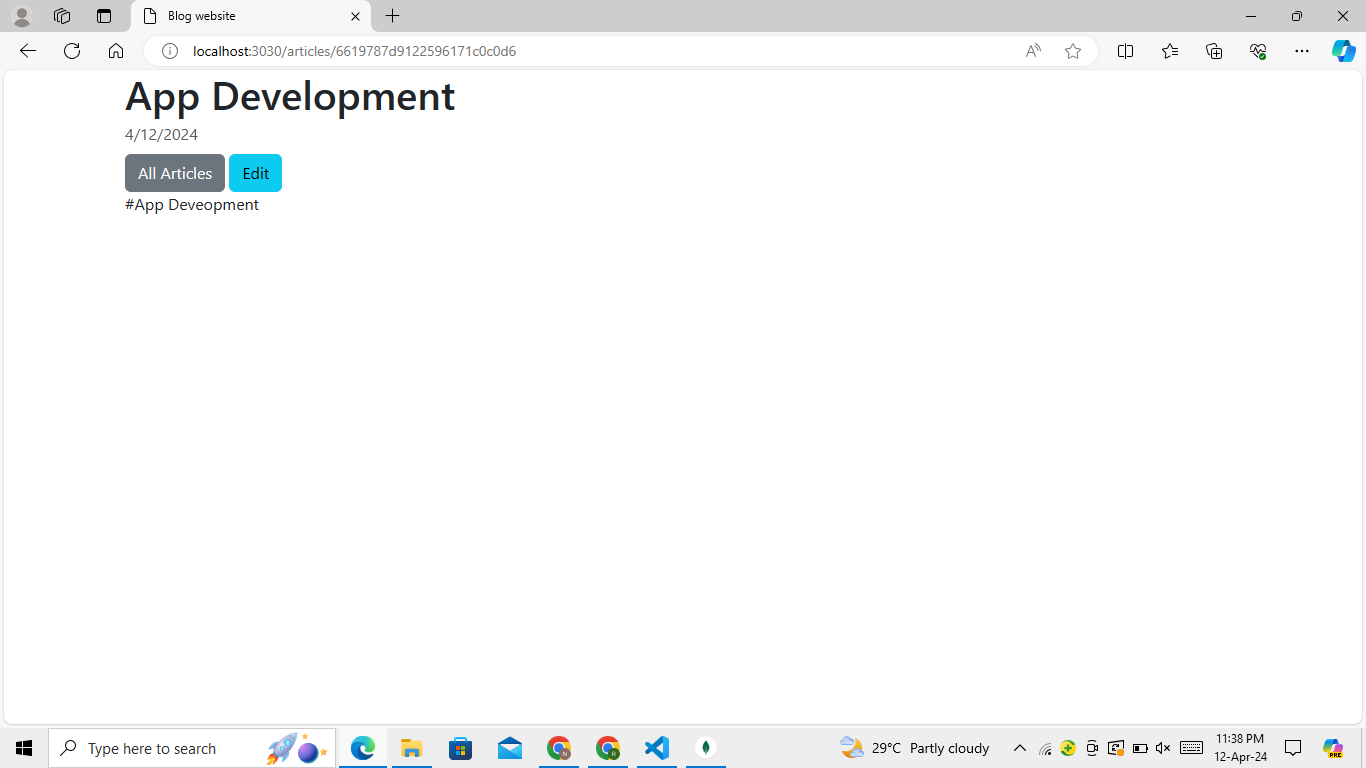 Blog website
localhost:3030/articles/6619787d9122596171c0c0d6
App Development
4/12/2024
All Articles Edit
#App Deveopment
Type here to search
29°C Partly cloudy
11:38 PM
12-Apr-24
PRE